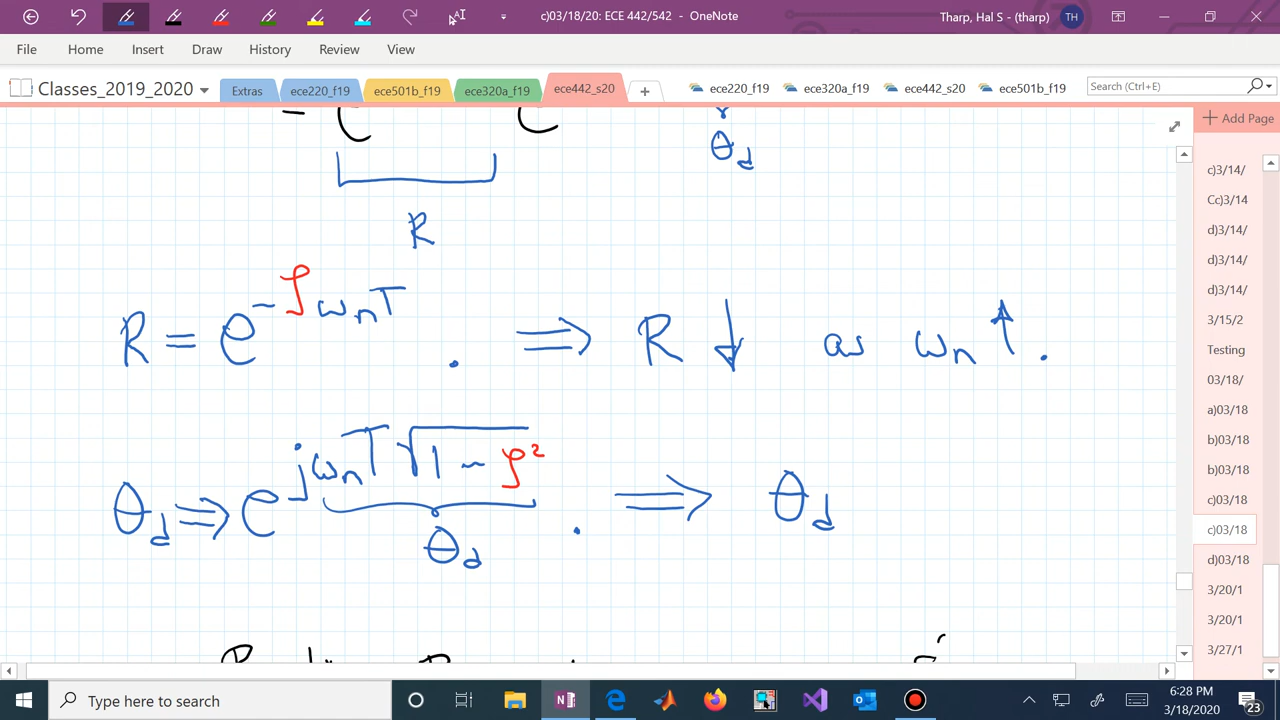 c)03/18/20: ECE 442/542 - OneNote
Tharp, Hal S - (tharp)
TH
File Home Insert Draw History Review View
Classes_2019_2020
Extras ece220_f19 ece501b_f19 ece320a_f19 ece442_s20
ece220_f19 ece320a_f19 ece442_s20 ece501b_f19
Search (Ctrl+E)
Add Page
θd
R
R = e^{-ζωnT} . ⟹ R ↓ as ωn ↑.
θd ⟹ e^{jωnT√(1-ζ²)} . ⟹ θd
θd
c)3/14/
Cc)3/14
d)3/14/
d)3/14/
d)3/14/
3/15/2
Testing
03/18/
a)03/18
b)03/18
b)03/18
c)03/18
c)03/18
d)03/18
3/20/1
3/20/1
3/27/1
Type here to search
6:28 PM
3/18/2020
23